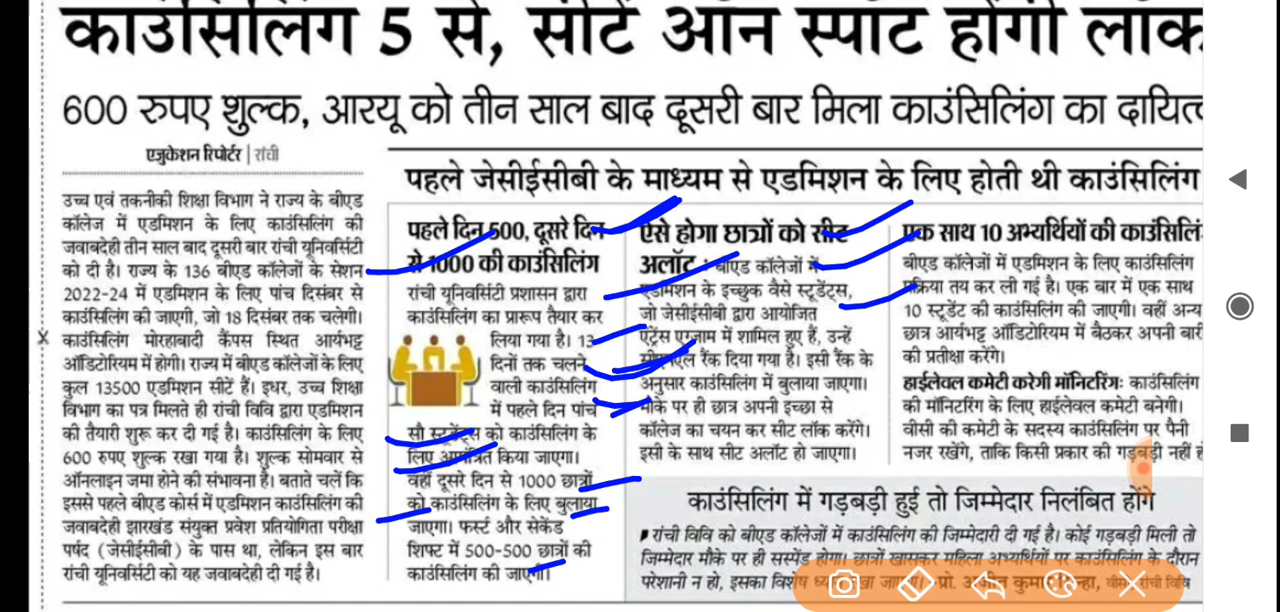 काउंसिलिंग 5 से, सीटें ऑन स्पॉट होंगी लॉक
600 रुपए शुल्क, आरयू को तीन साल बाद दूसरी बार मिला काउंसिलिंग का
एजुकेशन रिपोर्टर | रांची
उच्च एवं तकनीकी शिक्षा विभाग ने राज्य के बीएड
कॉलेज में एडमिशन के लिए काउंसिलिंग की
जवाबदेही तीन साल बाद दूसरी बार रांची यूनिवर्सिटी
को दी है। राज्य के 136 बीएड कॉलेजों के सेशन
2022-24 में एडमिशन के लिए पांच दिसंबर से
काउंसिलिंग की जाएगी, जो 18 दिसंबर तक चलेगी।
काउंसिलिंग मोरहाबादी कैंपस स्थित आर्यभट्ट
ऑडिटोरियम में होगी। राज्य में बीएड कॉलेजों के लिए
कुल 13500 एडमिशन सीटें हैं। इधर, उच्च शिक्षा
विभाग का पत्र मिलते ही रांची विवि द्वारा एडमिशन
की तैयारी शुरू कर दी गई है। काउंसिलिंग के लिए
600 रुपए शुल्क रखा गया है। शुल्क सोमवार से
ऑनलाइन जमा होने की संभावना है। बताते चलें कि
इससे पहले बीएड कोर्स में एडमिशन काउंसिलिंग की
जवाबदेही झारखंड संयुक्त प्रवेश प्रतियोगिता परीक्षा
पर्षद (जेसीईसीबी) के पास था, लेकिन इस बार
रांची यूनिवर्सिटी को यह जवाबदेही दी गई है।
पहले जेसीईसीबी के माध्यम से एडमिशन के लिए होती थी काउंसिलिंग
पहले दिन 500, दूसरे दिन
से 1000 की काउंसिलिंग
रांची यूनिवर्सिटी प्रशासन द्वारा
काउंसिलिंग का प्रारूप तैयार कर
लिया गया है। 13
दिनों तक चलने
वाली काउंसिलिंग
में पहले दिन पांच
सौ स्टूडेंट्स को काउंसिलिंग के
लिए आमंत्रित किया जाएगा।
वहीं दूसरे दिन से 1000 छात्रों
को काउंसिलिंग के लिए बुलाया
जाएगा। फर्स्ट और सेकेंड
शिफ्ट में 500-500 छात्रों की
काउंसिलिंग की जाएगी।
ऐसे होगा छात्रों को सीट
अलॉट : बीएड कॉलेजों में
एडमिशन के इच्छुक वैसे स्टूडेंट्स,
जो जेसीईसीबी द्वारा आयोजित
एंट्रेंस एग्जाम में शामिल हुए हैं, उन्हें
सीएमएल रैंक दिया गया है। इसी रैंक के
अनुसार काउंसिलिंग में बुलाया जाएगा।
मौके पर ही छात्र अपनी इच्छा से
कॉलेज का चयन कर सीट लॉक करेंगे।
इसी के साथ सीट अलॉट हो जाएगा।
एक साथ 10 अभ्यर्थियों की काउंसिलिं
बीएड कॉलेजों में एडमिशन के लिए काउंसिलिंग
प्रक्रिया तय कर ली गई है। एक बार में एक साथ
10 स्टूडेंट की काउंसिलिंग की जाएगी। वहीं अन्य
छात्र आर्यभट्ट ऑडिटोरियम में बैठकर अपनी बारी
की प्रतीक्षा करेंगे।
हाईलेवल कमेटी करेगी मॉनिटरिंग: काउंसिलिंग
की मॉनिटरिंग के लिए हाईलेवल कमेटी बनेगी।
वीसी की कमेटी के सदस्य काउंसिलिंग पर पैनी
नजर रखेंगे, ताकि किसी प्रकार की गड़बड़ी नहीं
काउंसिलिंग में गड़बड़ी हुई तो जिम्मेदार निलंबित होंगे
रांची विवि को बीएड कॉलेजों में काउंसिलिंग की जिम्मेदारी दी गई है। कोई गड़बड़ी मिली तो
जिम्मेदार मौके पर ही सस्पेंड होगा। छात्रों खासकर महिला अभ्यर्थियों पर काउंसिलिंग के दौरान
परेशानी न हो, इसका विशेष प्रो. कुमार रांची विवि